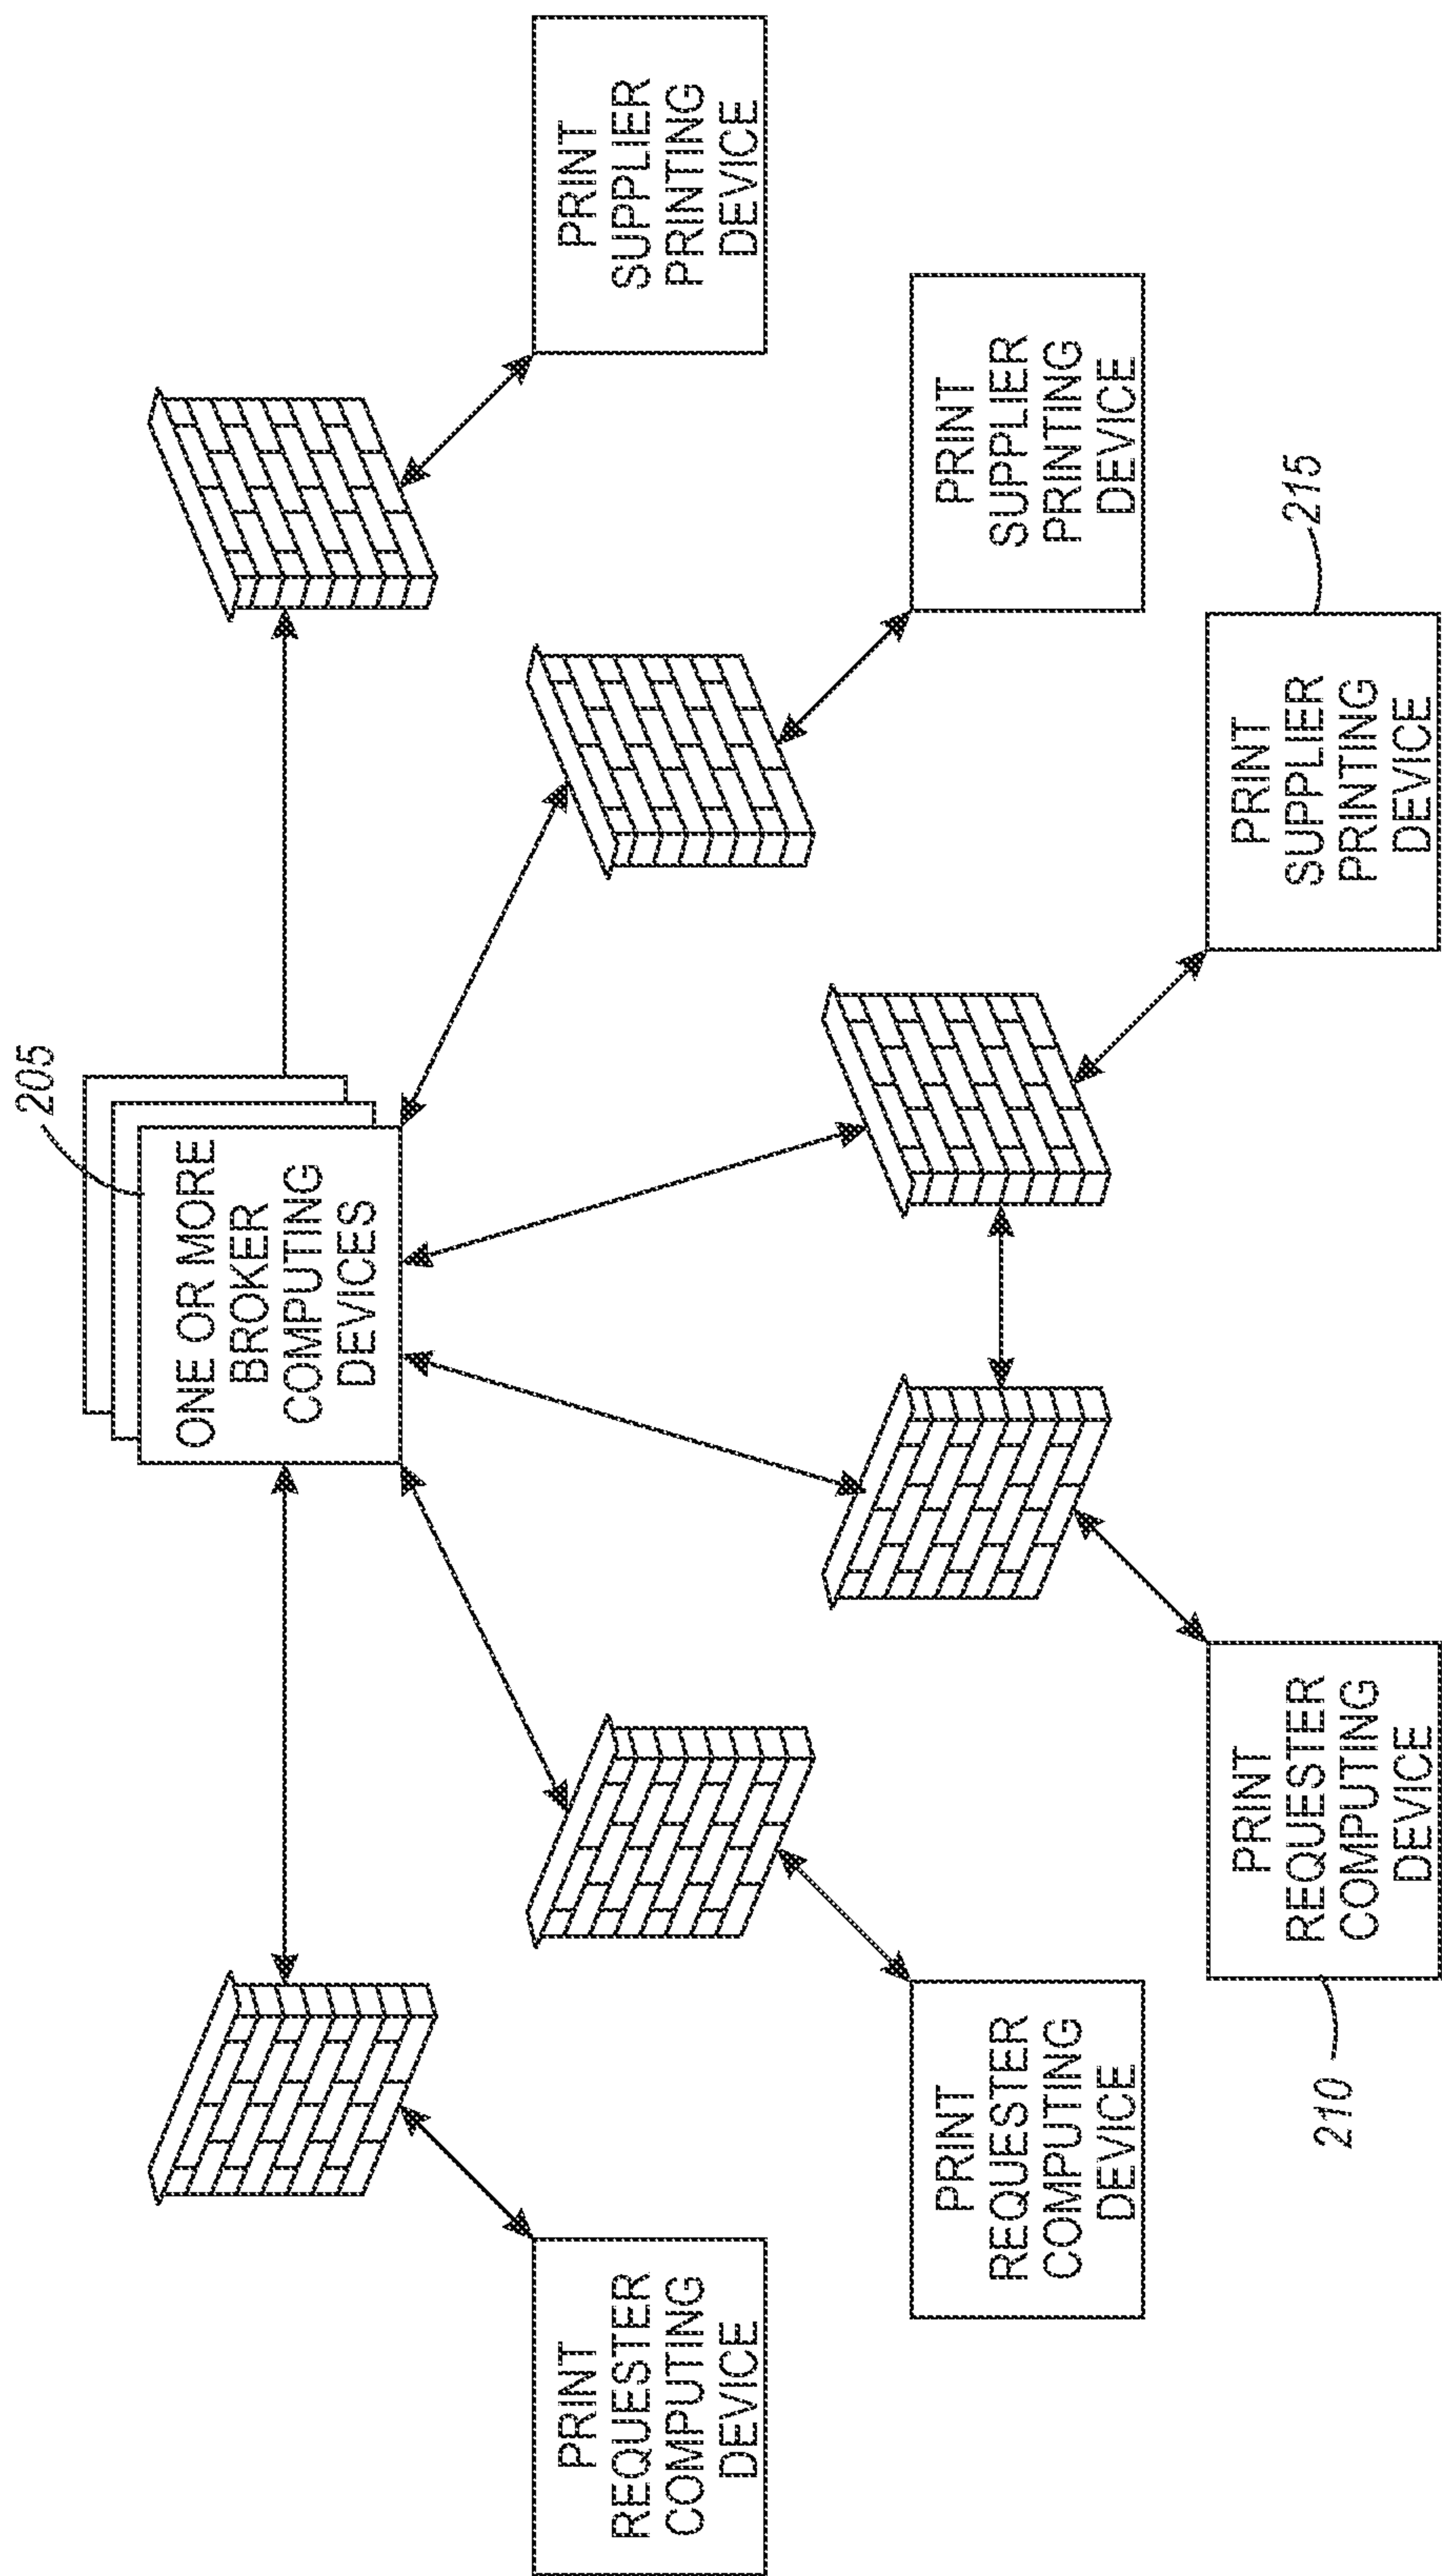 205
ONE OR MORE
BROKER
COMPUTING
DEVICES
PRINT
REQUESTER
COMPUTING
DEVICE
PRINT
SUPPLIER
PRINTING
DEVICE
PRINT
REQUESTER
COMPUTING
DEVICE
PRINT
SUPPLIER
PRINTING
DEVICE
210
PRINT
REQUESTER
COMPUTING
DEVICE
PRINT
SUPPLIER
PRINTING
DEVICE
215